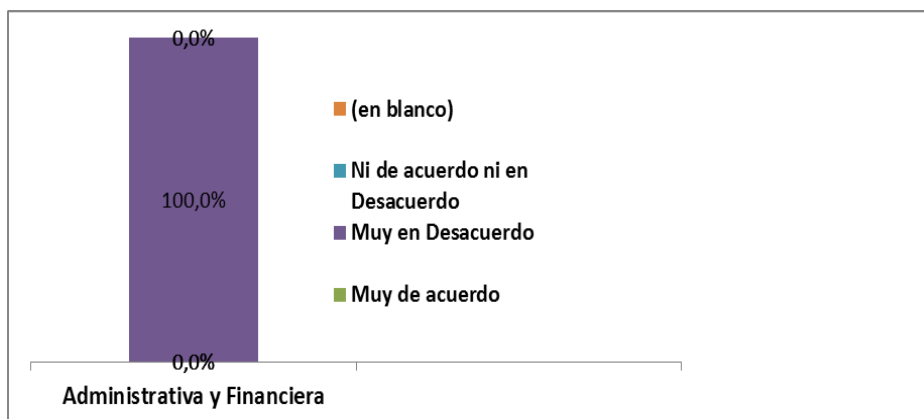 0,0%
(en blanco)
Ni de acuerdo ni en
Desacuerdo
100,0%
Muy en Desacuerdo
Muy de acuerdo
0,0%
Administrativa y Financiera